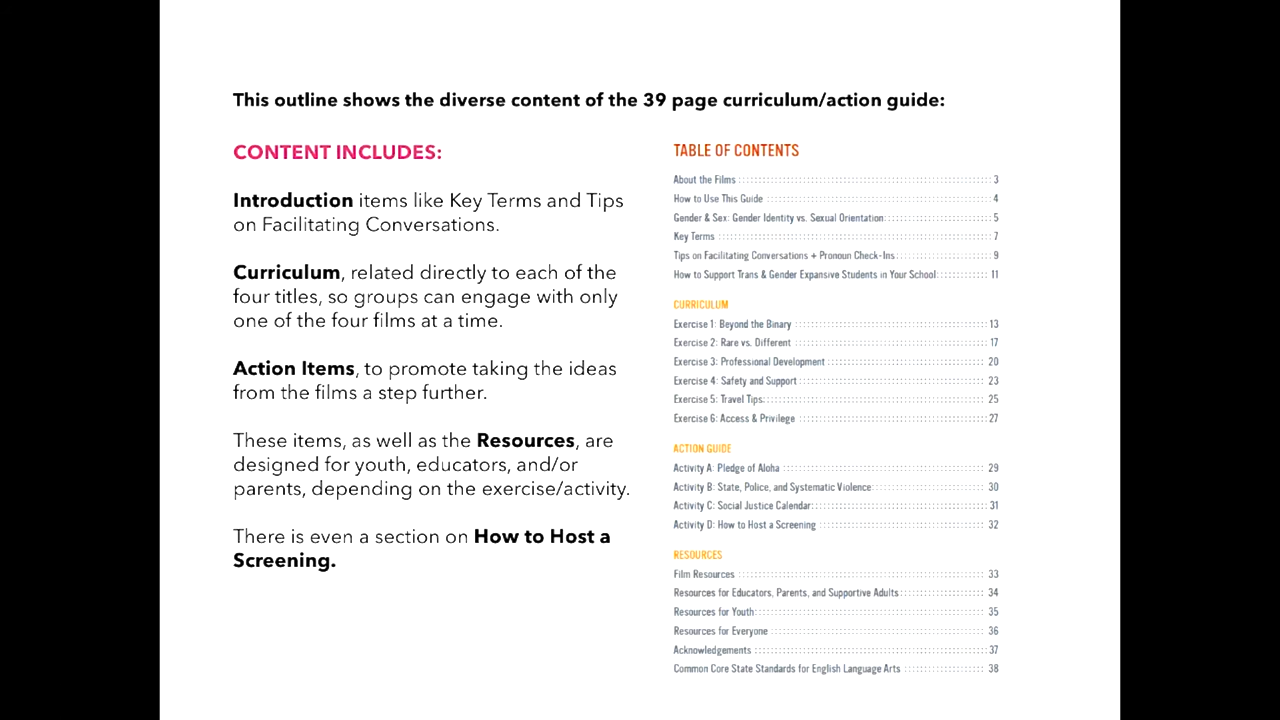 This outline shows the diverse content of the 39 page curriculum/action guide:
CONTENT INCLUDES:
Introduction items like Key Terms and Tips
on Facilitating Conversations.
Curriculum, related directly to each of the
four titles, so groups can engage with only
one of the four films at a time.
Action Items, to promote taking the ideas
from the films a step further.
These items, as well as the Resources, are
designed for youth, educators, and/or
parents, depending on the exercise/activity.
There is even a section on How to Host a
Screening.
TABLE OF CONTENTS
About the Films 3
How to Use This Guide 4
Gender & Sex: Gender Identity vs. Sexual Orientation 5
Key Terms 7
Tips on Facilitating Conversations + Pronoun Check-Ins 9
How to Support Trans & Gender Expansive Students in Your School 11
CURRICULUM
Exercise 1: Beyond the Binary 13
Exercise 2: Rare vs. Different 17
Exercise 3: Professional Development 20
Exercise 4: Safety and Support 23
Exercise 5: Travel Tips 25
Exercise 6: Access & Privilege 27
ACTION GUIDE
Activity A: Pledge of Aloha 29
Activity B: State, Police, and Systematic Violence 30
Activity C: Social Justice Calendar 31
Activity D: How to Host a Screening 32
RESOURCES
Film Resources 33
Resources for Educators, Parents, and Supportive Adults 34
Resources for Youth 35
Resources for Everyone 36
Acknowledgements 37
Common Core State Standards for English Language Arts 38